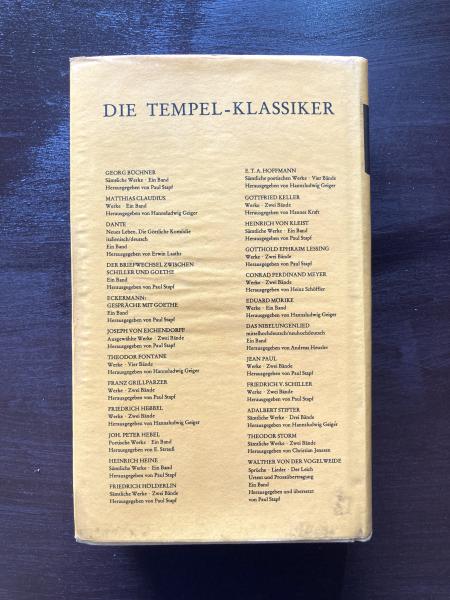 DIE TEMPEL-KLASSIKER
GEORG BÜCHNER
Sämtliche Werke · Ein Band
Herausgegeben von Paul Stapf
MATTHIAS CLAUDIUS
Werke · Ein Band
Herausgegeben von Hannsludwig Geiger
DANTE
Neues Leben. Die Göttliche Komödie
italienisch/deutsch
Ein Band
Herausgegeben von Erwin Laaths
DER BRIEFWECHSEL ZWISCHEN
SCHILLER UND GOETHE
Ein Band
Herausgegeben von Paul Stapf
ECKERMANN:
GESPRÄCHE MIT GOETHE
Ein Band
Herausgegeben von Paul Stapf
JOSEPH VON EICHENDORFF
Ausgewählte Werke · Zwei Bände
Herausgegeben von Paul Stapf
THEODOR FONTANE
Werke · Vier Bände
Herausgegeben von Hannsludwig Geiger
FRANZ GRILLPARZER
Werke · Zwei Bände
Herausgegeben von Paul Stapf
FRIEDRICH HEBBEL
Werke · Zwei Bände
Herausgegeben von Hannsludwig Geiger
JOH. PETER HEBEL
Poetische Werke · Ein Band
Herausgegeben von E. Strauß
HEINRICH HEINE
Sämtliche Werke · Ein Band
Herausgegeben von Paul Stapf
FRIEDRICH HÖLDERLIN
Sämtliche Werke · Zwei Bände
Herausgegeben von Paul Stapf
E. T. A. HOFFMANN
Sämtliche poetischen Werke · Vier Bände
Herausgegeben von Hannsludwig Geiger
GOTTFRIED KELLER
Werke · Zwei Bände
Herausgegeben von Hannes Kraft
HEINRICH VON KLEIST
Sämtliche Werke · Ein Band
Herausgegeben von Paul Stapf
GOTTHOLD EPHRAIM LESSING
Werke · Zwei Bände
Herausgegeben von Paul Stapf
CONRAD FERDINAND MEYER
Werke · Zwei Bände
Herausgegeben von Heinz Schöffler
EDUARD MÖRIKE
Werke · Ein Band
Herausgegeben von Hannsludwig Geiger
DAS NIBELUNGENLIED
mittelhochdeutsch/neuhochdeutsch
Ein Band
Herausgegeben von Andreas Heusler
JEAN PAUL
Werke · Zwei Bände
Herausgegeben von Paul Stapf
FRIEDRICH V. SCHILLER
Werke · Zwei Bände
Herausgegeben von Paul Stapf
ADALBERT STIFTER
Sämtliche Werke · Drei Bände
Herausgegeben von Hannsludwig Geiger
THEODOR STORM
Sämtliche Werke · Zwei Bände
Herausgegeben von Christian Jenssen
WALTHER VON DER VOGELWEIDE
Sprüche · Lieder · Der Leich
Urtext und Prosaübertragung
Ein Band
Herausgegeben und übersetzt
von Paul Stapf